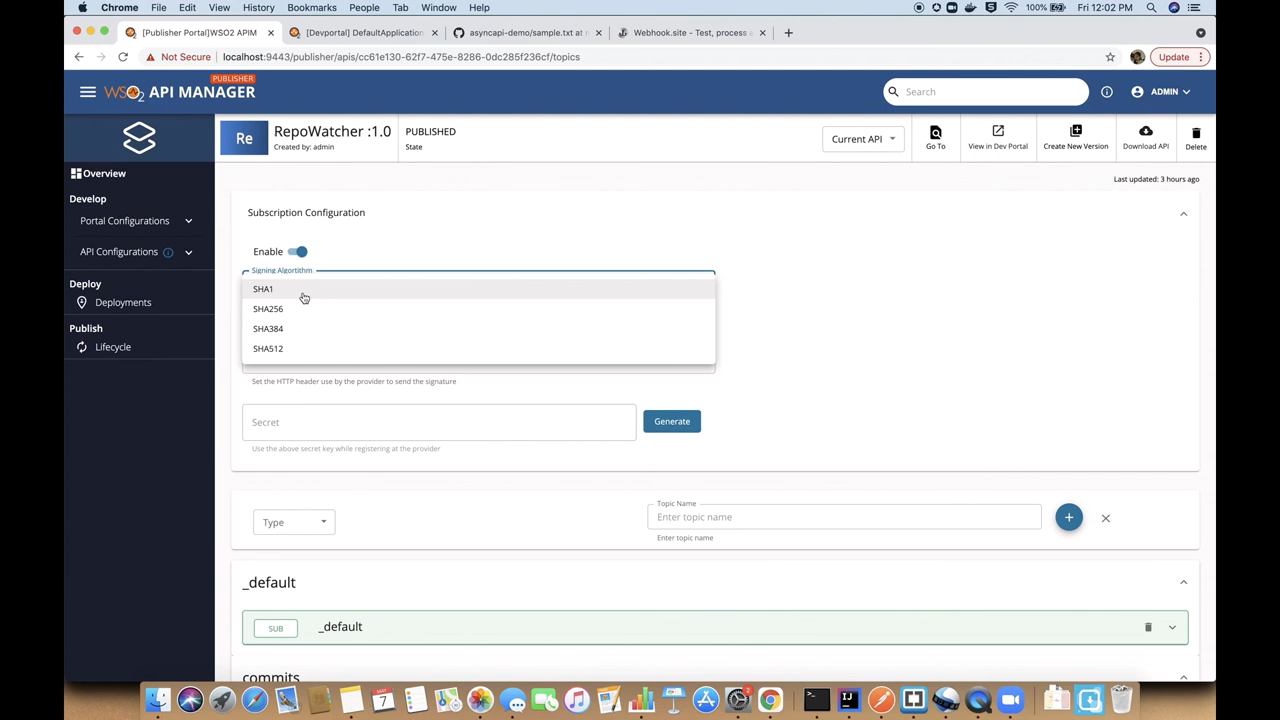 Chrome File Edit View History Bookmarks People Tab Window Help 100% Fri 12:02 PM
[Publisher Portal]WSO2 APIM [Devportal] DefaultApplication asyncapi-demo/sample.txt at Webhook.site - Test, process
Not Secure localhost:9443/publisher/apis/cc61e130-62f7-475e-8286-0dc285f236cf/topics Update
PUBLISHER
WSO2 API MANAGER Search ADMIN
Re RepoWatcher :1.0 PUBLISHED Current API
Created by: admin State Go To View in Dev Portal Create New Version Download API Delete
Overview
Last updated: 3 hours ago
Develop
Portal Configurations
API Configurations
Deploy
Deployments
Publish
Lifecycle
Subscription Configuration
Enable
Signing Algorithm
SHA1
SHA256
SHA384
SHA512
Set the HTTP header use by the provider to send the signature
Secret Generate
Use the above secret key while registering at the provider
Topic Name
Type Enter topic name
Enter topic name
_default
SUB _default
commits
7
2